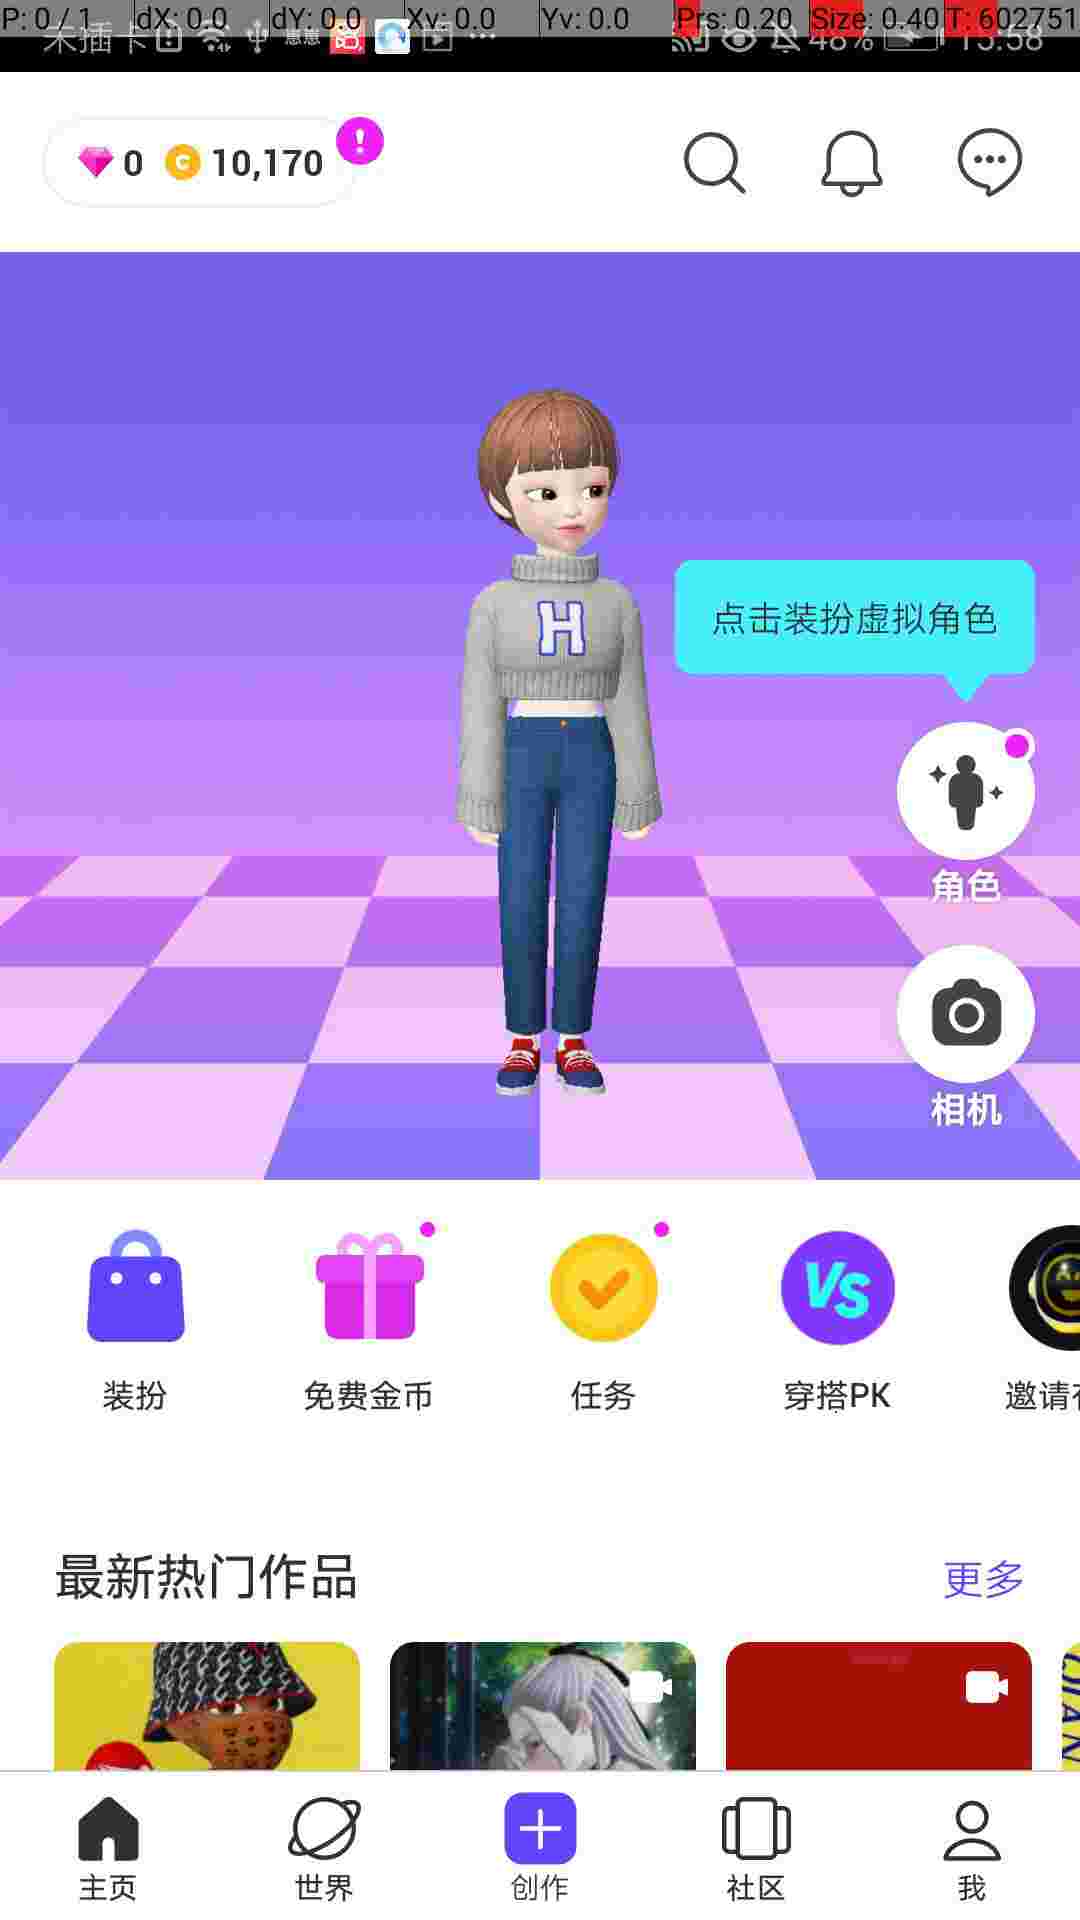 P: 0 / 1 dX: 0.0 dY: 0.0 Xv: 0.0 Yv: 0.0 Prs: 0.20 Size: 0.40 T: 602751
未插卡 惠惠 48% 15:58
0 C 10,170 !
H
点击装扮虚拟角色
角色
相机
VS
装扮 免费金币 任务 穿搭PK 邀请
最新热门作品 更多
主页 世界 创作 社区 我